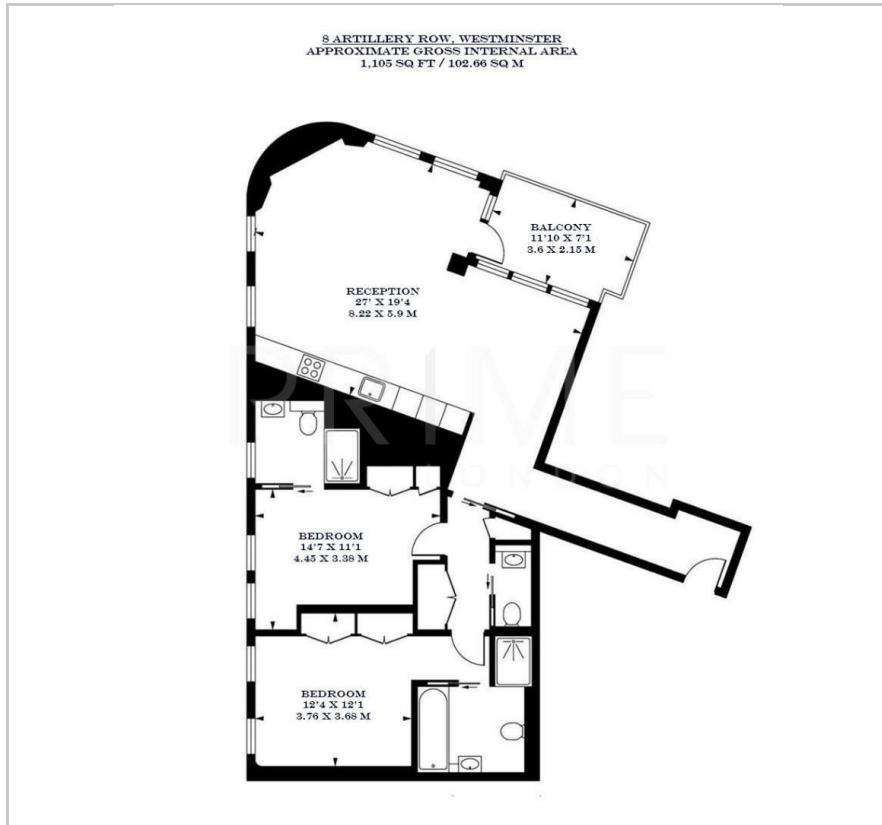 8 ARTILLERY ROW, WESTMINSTER
APPROXIMATE GROSS INTERNAL AREA
1,105 SQ FT / 102.66 SQ M
BALCONY
11'10 X 7'1
3.6 X 2.15 M
RECEPTION
27' X 19'4
8.22 X 5.9 M
PRIME
LONDON
BEDROOM
14'7 X 11'1
4.45 X 3.38 M
BEDROOM
12'4 X 12'1
3.76 X 3.68 M